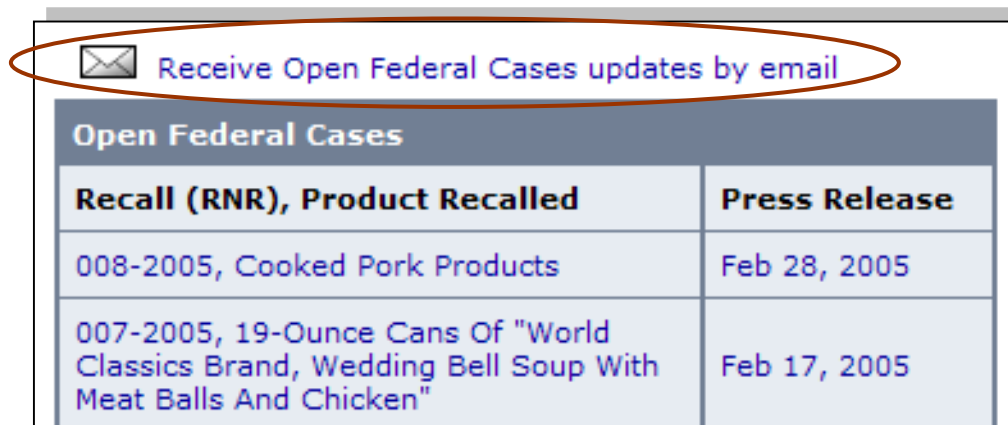 Receive Open Federal Cases updates by email
Open Federal Cases
Recall (RNR), Product Recalled Press Release
008-2005, Cooked Pork Products Feb 28, 2005
007-2005, 19-Ounce Cans Of "World
Classics Brand, Wedding Bell Soup With
Meat Balls And Chicken"
Feb 17, 2005